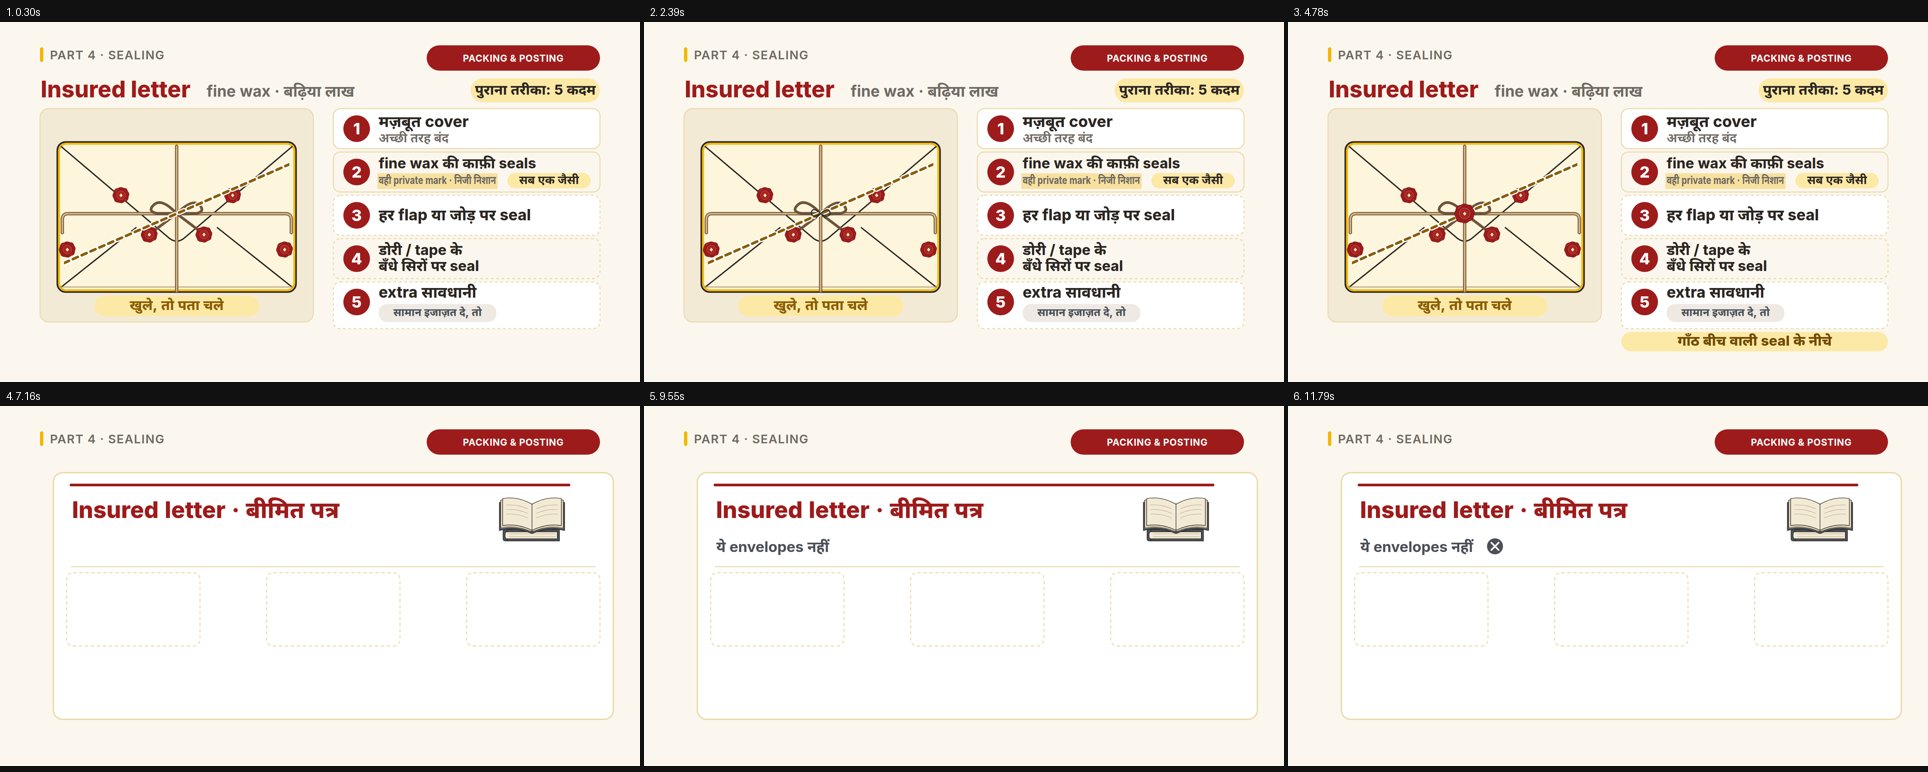 1. 0.30s
PART 4 · SEALING
PACKING & POSTING
Insured letter fine wax · बढ़िया लाख
पुराना तरीका: 5 कदम
1 मज़बूत cover
अच्छी तरह बंद
2 fine wax की काफ़ी seals
वही private mark · निजी निशान सब एक जैसी
3 हर flap या जोड़ पर seal
4 डोरी / tape के
बँधे सिरों पर seal
5 extra सावधानी
सामान इजाज़त दे, तो
खुले, तो पता चले
2. 2.39s
PART 4 · SEALING
PACKING & POSTING
Insured letter fine wax · बढ़िया लाख
पुराना तरीका: 5 कदम
1 मज़बूत cover
अच्छी तरह बंद
2 fine wax की काफ़ी seals
वही private mark · निजी निशान सब एक जैसी
3 हर flap या जोड़ पर seal
4 डोरी / tape के
बँधे सिरों पर seal
5 extra सावधानी
सामान इजाज़त दे, तो
खुले, तो पता चले
3. 4.78s
PART 4 · SEALING
PACKING & POSTING
Insured letter fine wax · बढ़िया लाख
पुराना तरीका: 5 कदम
1 मज़बूत cover
अच्छी तरह बंद
2 fine wax की काफ़ी seals
वही private mark · निजी निशान सब एक जैसी
3 हर flap या जोड़ पर seal
4 डोरी / tape के
बँधे सिरों पर seal
5 extra सावधानी
सामान इजाज़त दे, तो
खुले, तो पता चले
गाँठ बीच वाली seal के नीचे
4. 7.16s
PART 4 · SEALING
PACKING & POSTING
Insured letter · बीमित पत्र
5. 9.55s
PART 4 · SEALING
PACKING & POSTING
Insured letter · बीमित पत्र
ये envelopes नहीं
6. 11.79s
PART 4 · SEALING
PACKING & POSTING
Insured letter · बीमित पत्र
ये envelopes नहीं